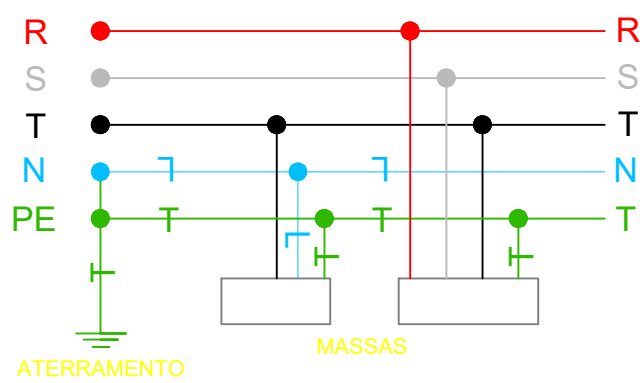 R R
S S
T T
N N
PE T
MASSAS
ATERRAMENTO